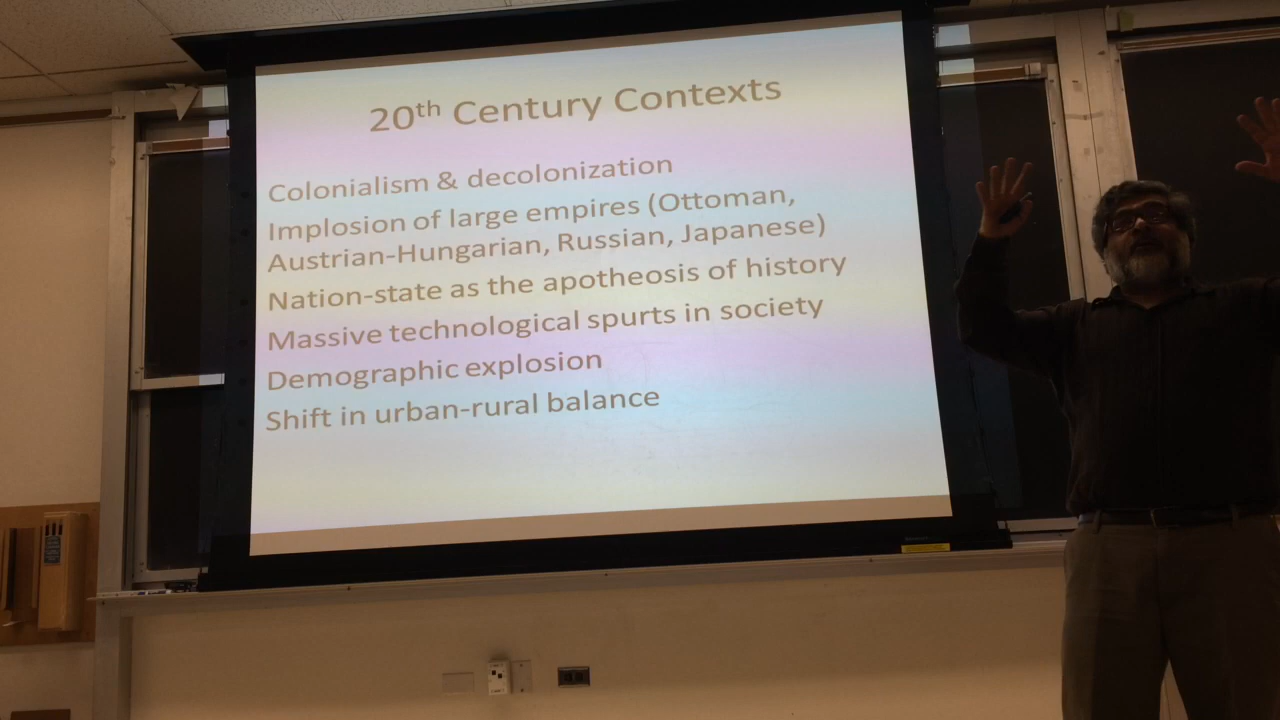 20th Century Contexts
Colonialism & decolonization
Implosion of large empires (Ottoman,
Austrian-Hungarian, Russian, Japanese)
Nation-state as the apotheosis of history
Massive technological spurts in society
Demographic explosion
Shift in urban-rural balance